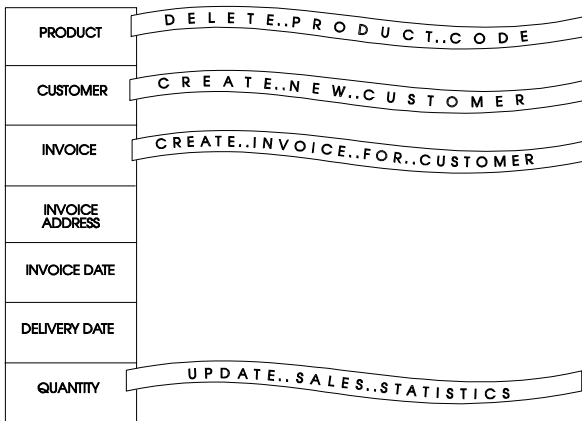 PRODUCT
DELETE..PRODUCT..CODE
CUSTOMER
CREATE..NEW..CUSTOMER
INVOICE
CREATE..INVOICE..FOR..CUSTOMER
INVOICE
ADDRESS
INVOICE DATE
DELIVERY DATE
QUANTITY
UPDATE..SALES..STATISTICS